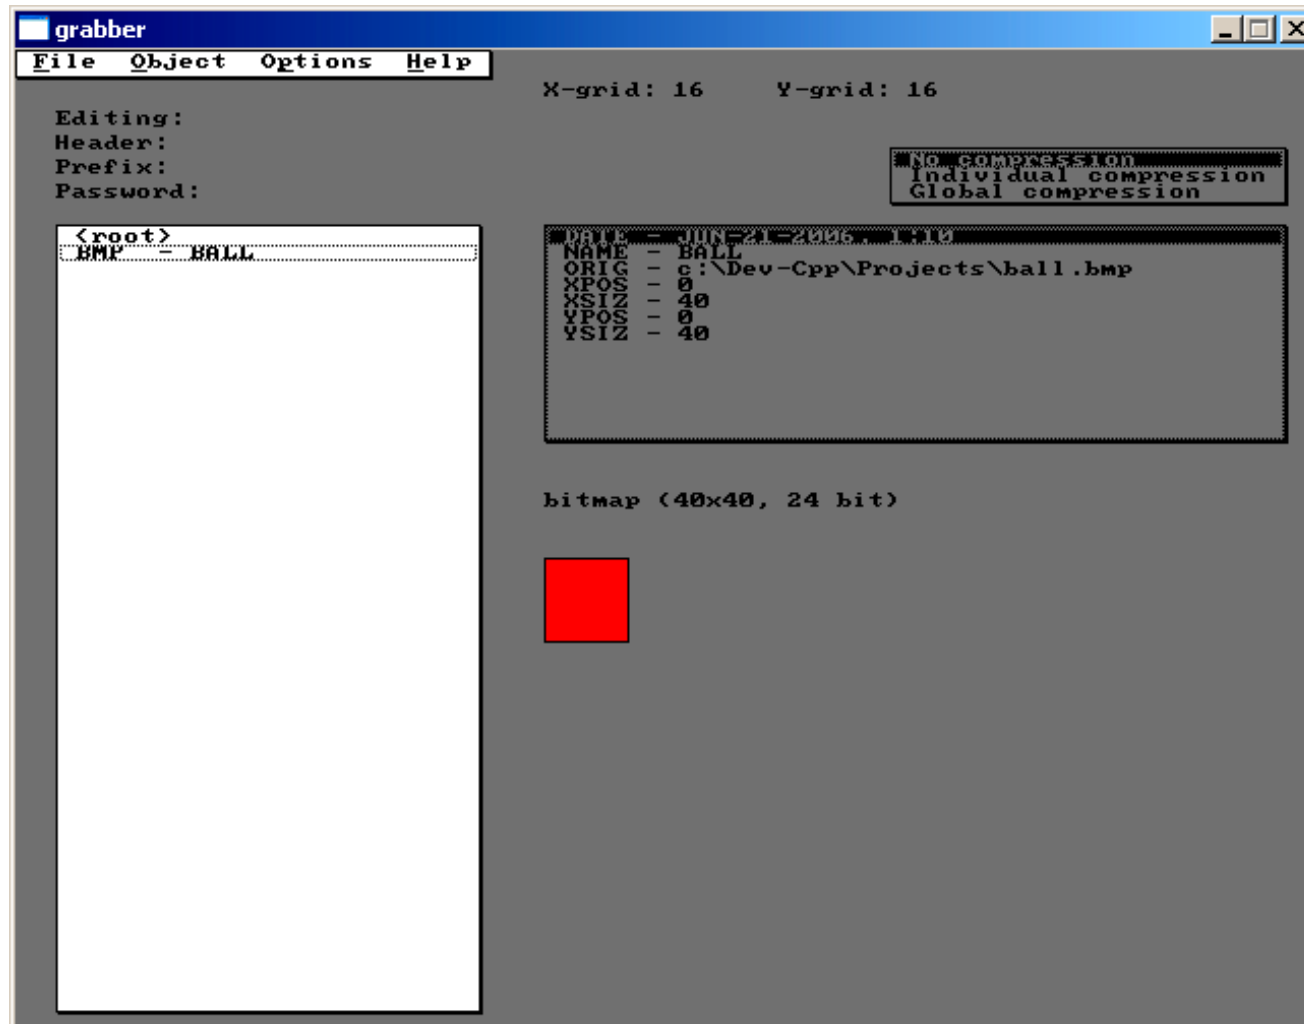 grabber
File Object Options Help
X-grid: 16 Y-grid: 16
Editing:
Header:
Prefix:
Password:
No compression
Individual compression
Global compression
<root>
BMP - BALL
DATE - JUN-21-2006, 1:10
NAME - BALL
ORIG - c:\Dev-Cpp\Projects\ball.bmp
XPOS - 0
XSIZ - 40
YPOS - 0
YSIZ - 40
bitmap (40x40, 24 bit)